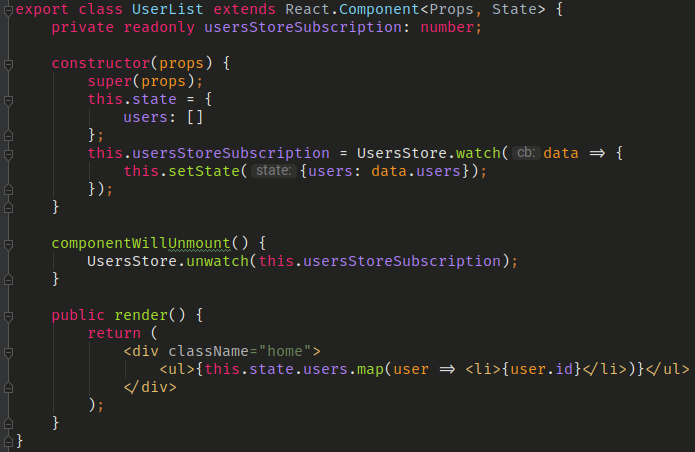 export class UserList extends React.Component<Props, State> {
    private readonly usersStoreSubscription: number;

    constructor(props) {
        super(props);
        this.state = {
            users: []
        };
        this.usersStoreSubscription = UsersStore.watch( cb: data => {
            this.setState( state: {users: data.users});
        });
    }

    componentWillUnmount() {
        UsersStore.unwatch(this.usersStoreSubscription);
    }

    public render() {
        return (
            <div className="home">
                <ul>{this.state.users.map(user => <li>{user.id}</li>)}</ul>
            </div>
        );
    }
}